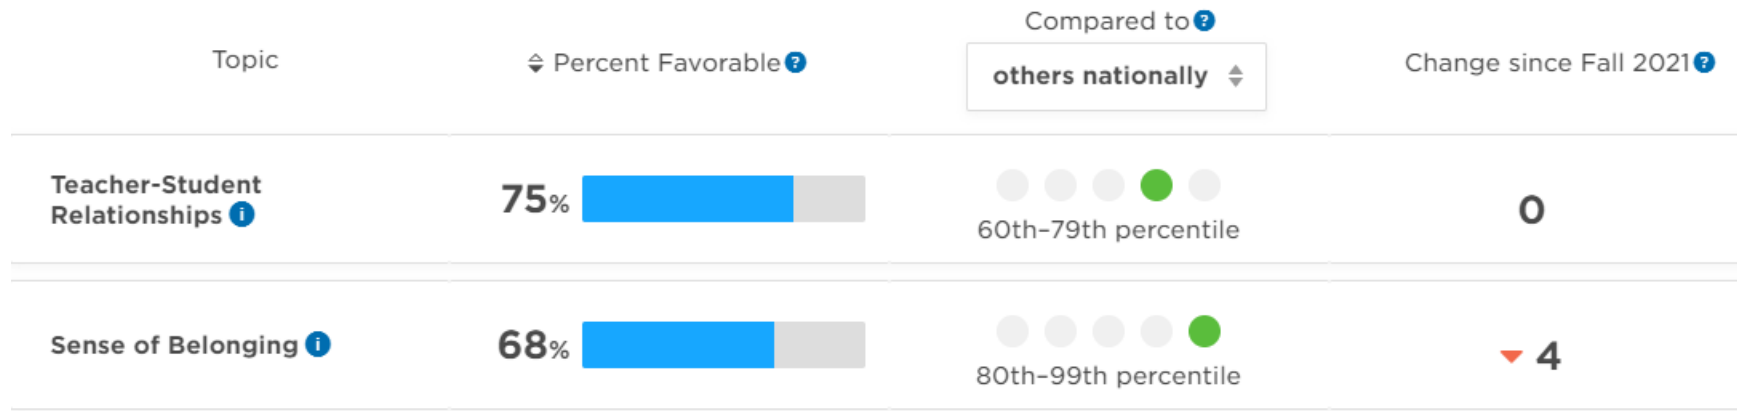 Topic
Percent Favorable ?
Compared to ?
others nationally
Change since Fall 2021 ?
Teacher-Student
Relationships i
75%
60th–79th percentile
0
Sense of Belonging i
68%
80th–99th percentile
4